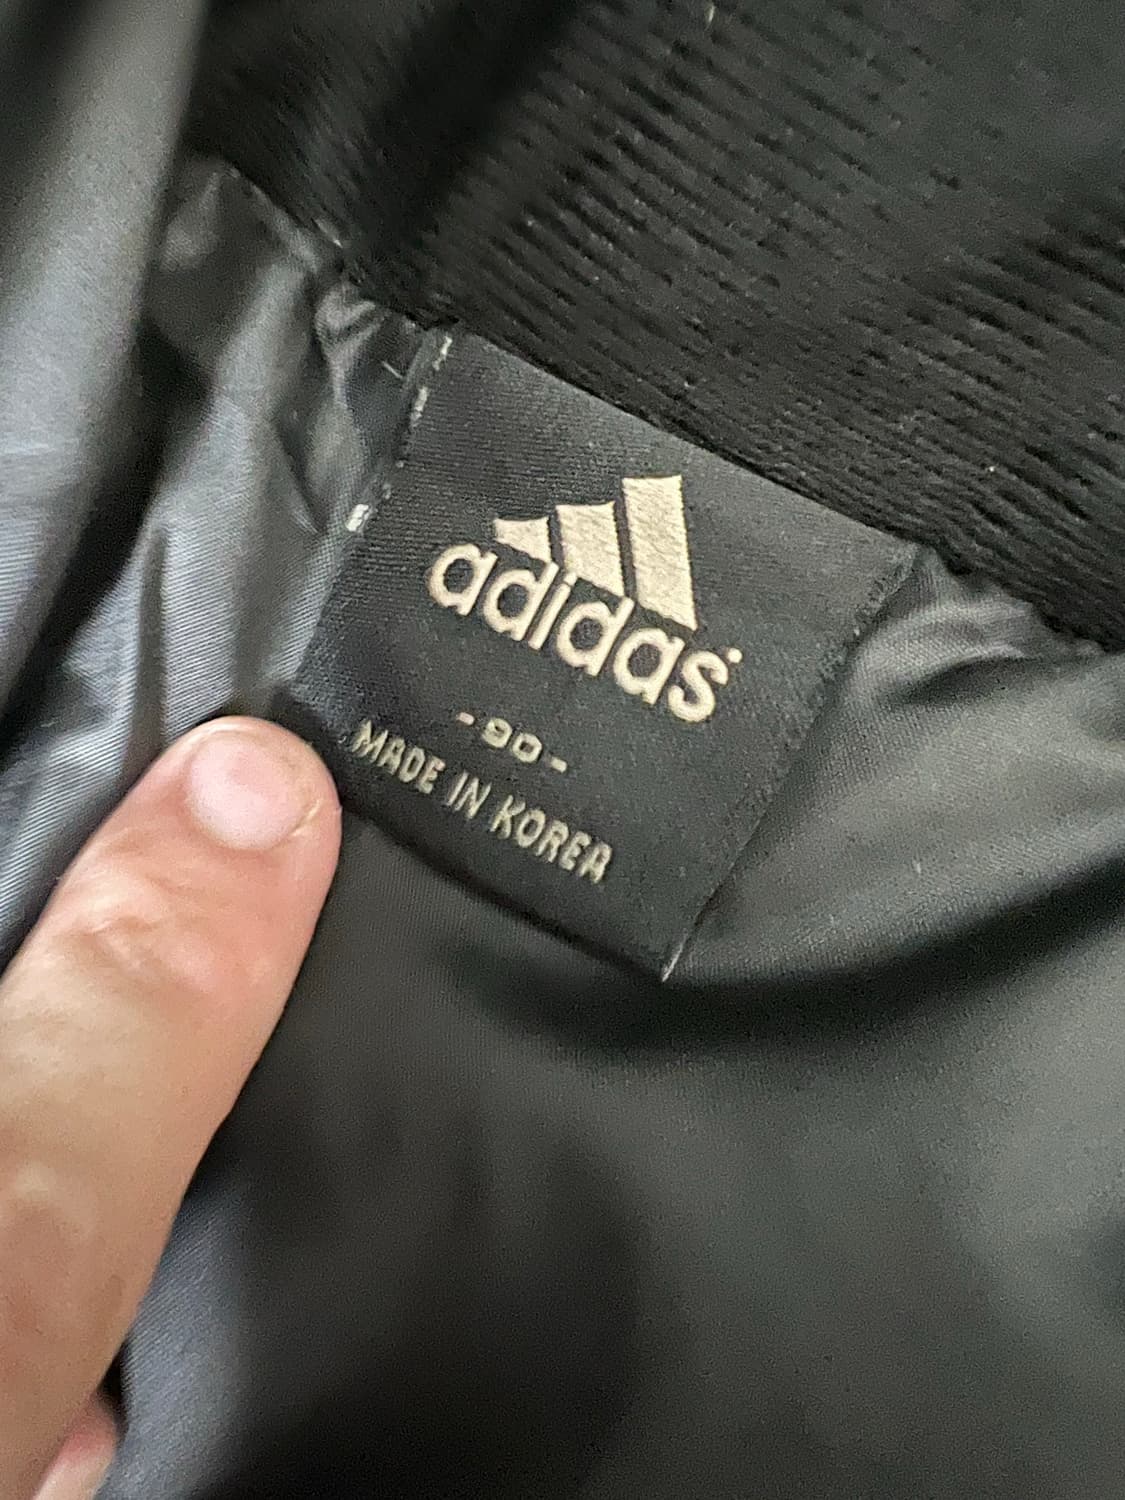 adidas
- 90 -
MADE IN KOREA